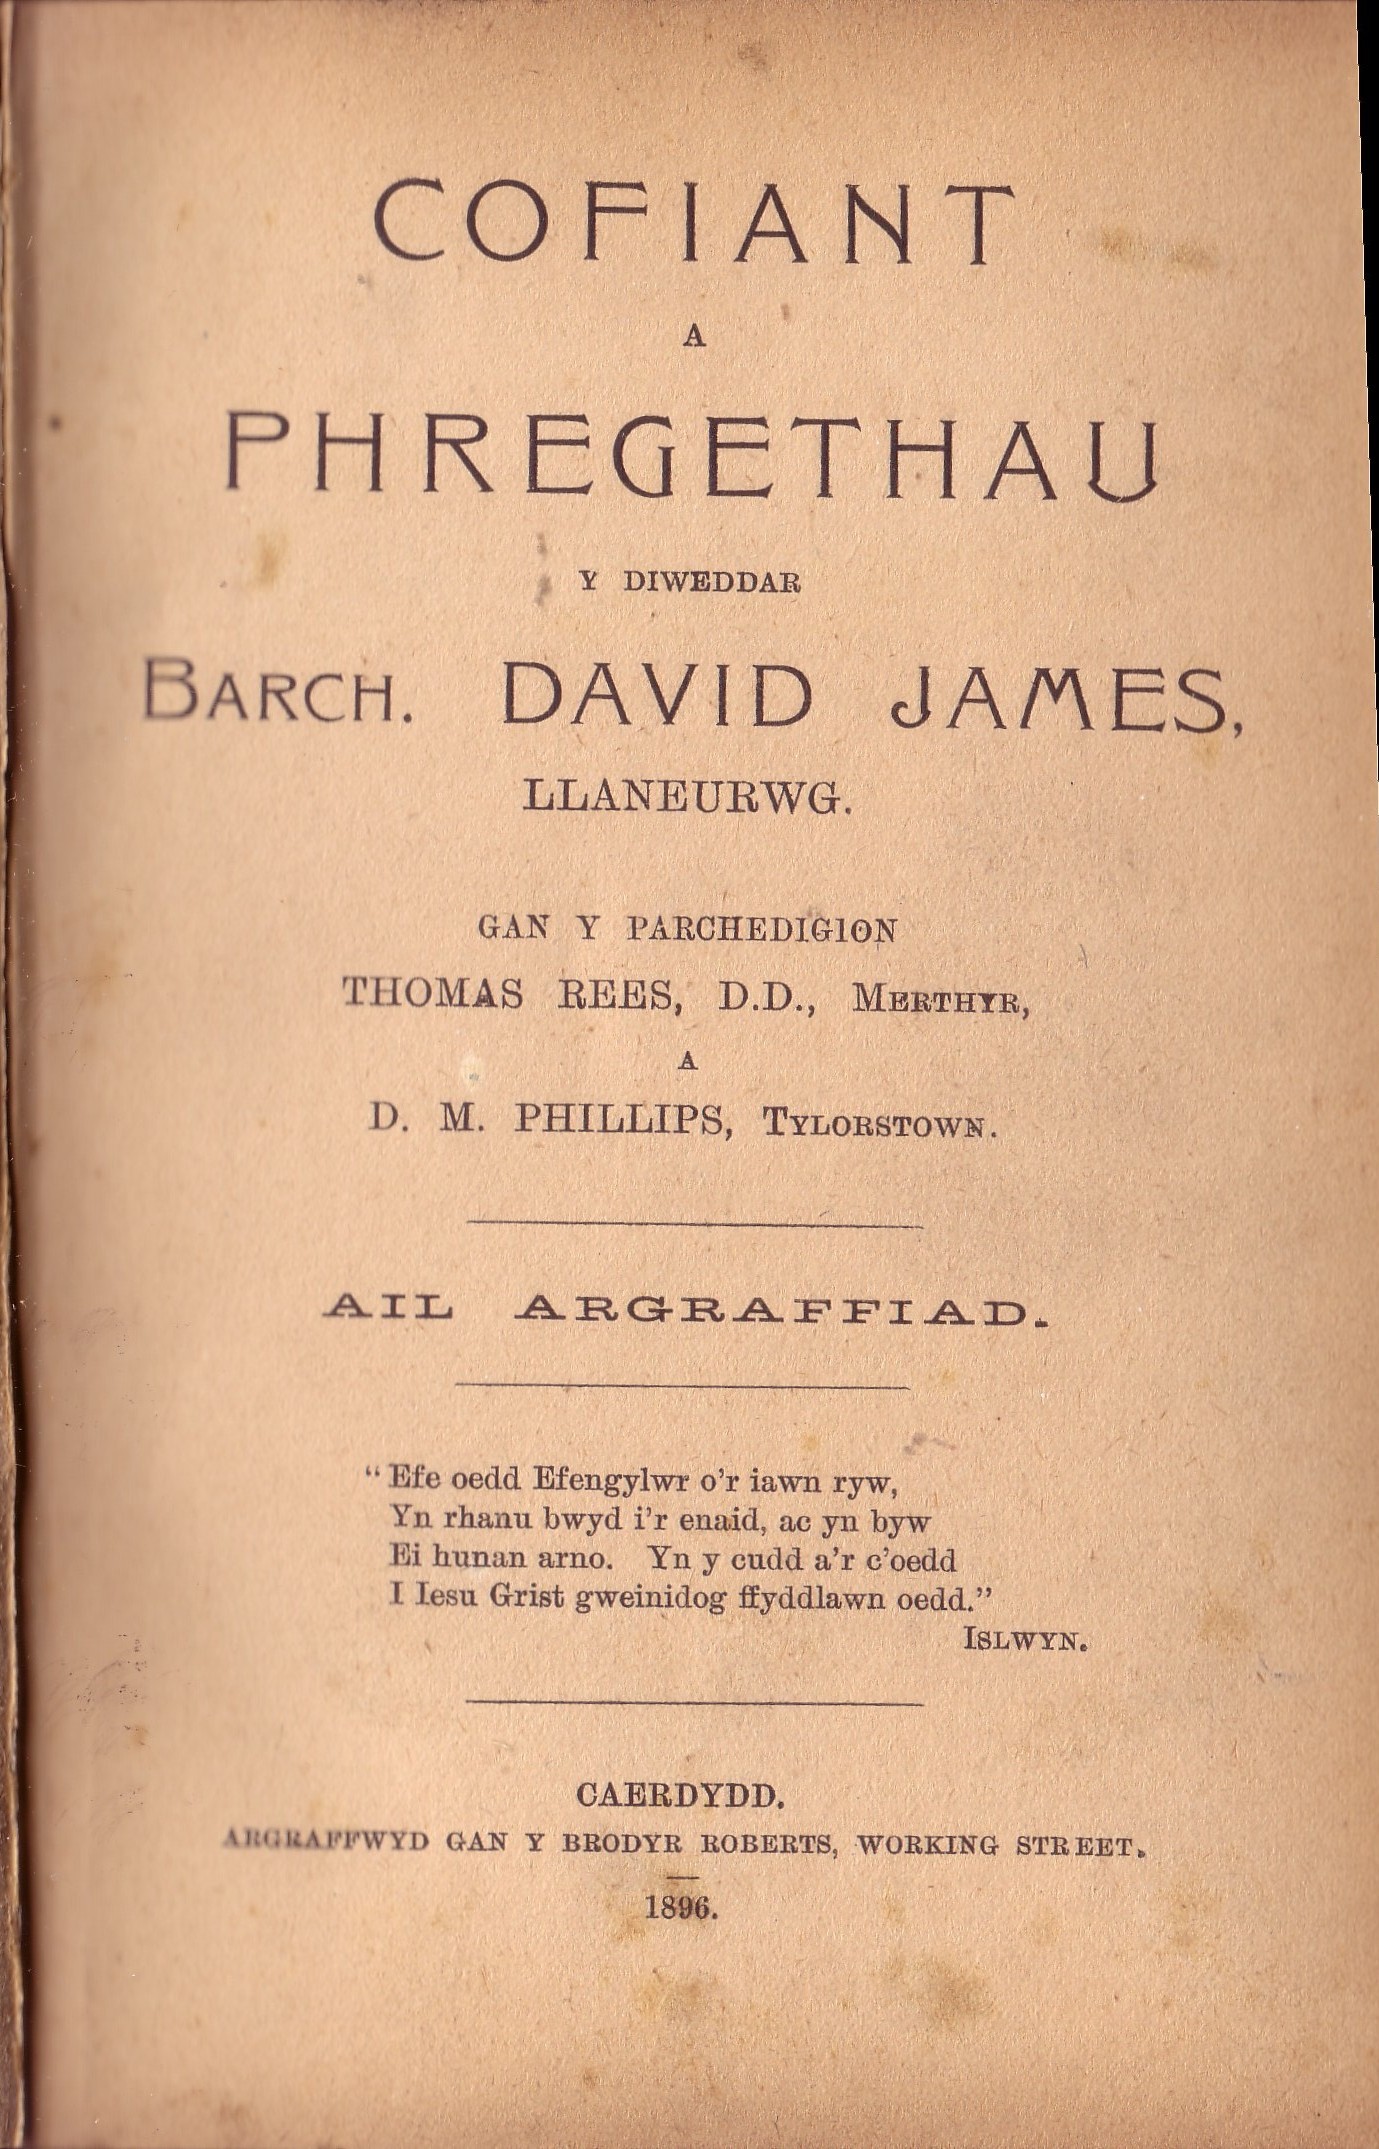 COFIANT
A
PHREGETHAU
Y DIWEDDAR
BARCH. DAVID JAMES,
LLANEURWG.
GAN Y PARCHEDIG1ON
THOMAS REES, D.D., MERTHYR,
A
D. M. PHILLIPS, TYLORSTOWN.
AIL ARGRAFFIAD.
“Efe oedd Efengylwr o’r iawn ryw,
Yn rhanu bwyd i’r enaid, ac yn byw
Ei hunan arno. Yn y cudd a’r c’oedd
I Iesu Grist gweinidog ffyddlawn oedd.”
ISLWYN.
CAERDYDD.
ARGRAFFWYD GAN Y BRODYR ROBERTS, WORKING STREET.
1896.